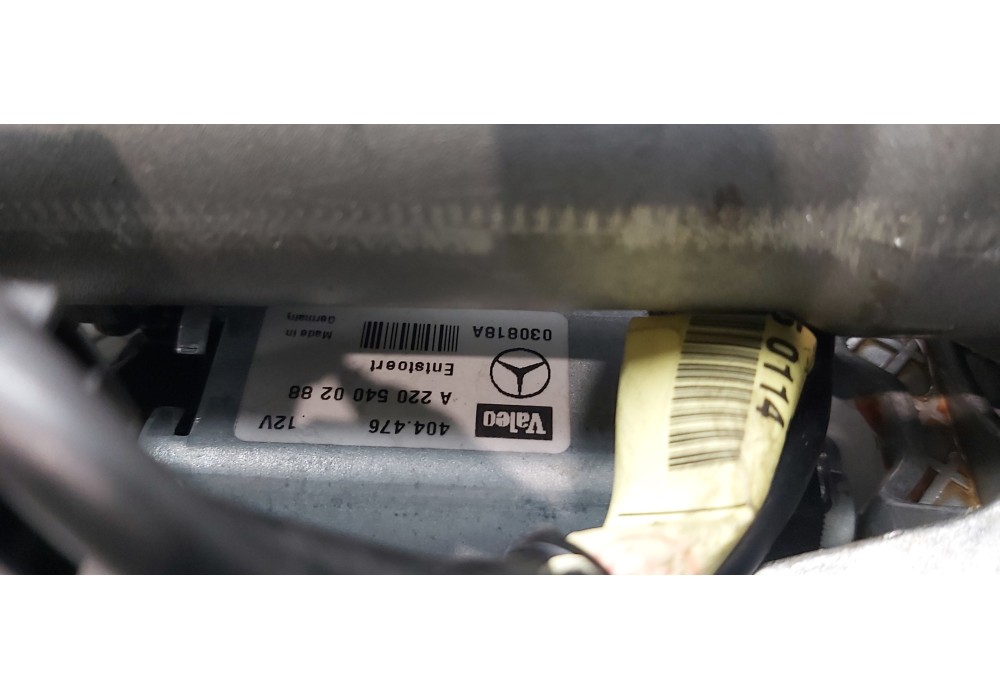 Valeo 404.476 12V
A 220 540 02 88
Entstoert
030818A Made in
Germany
0114